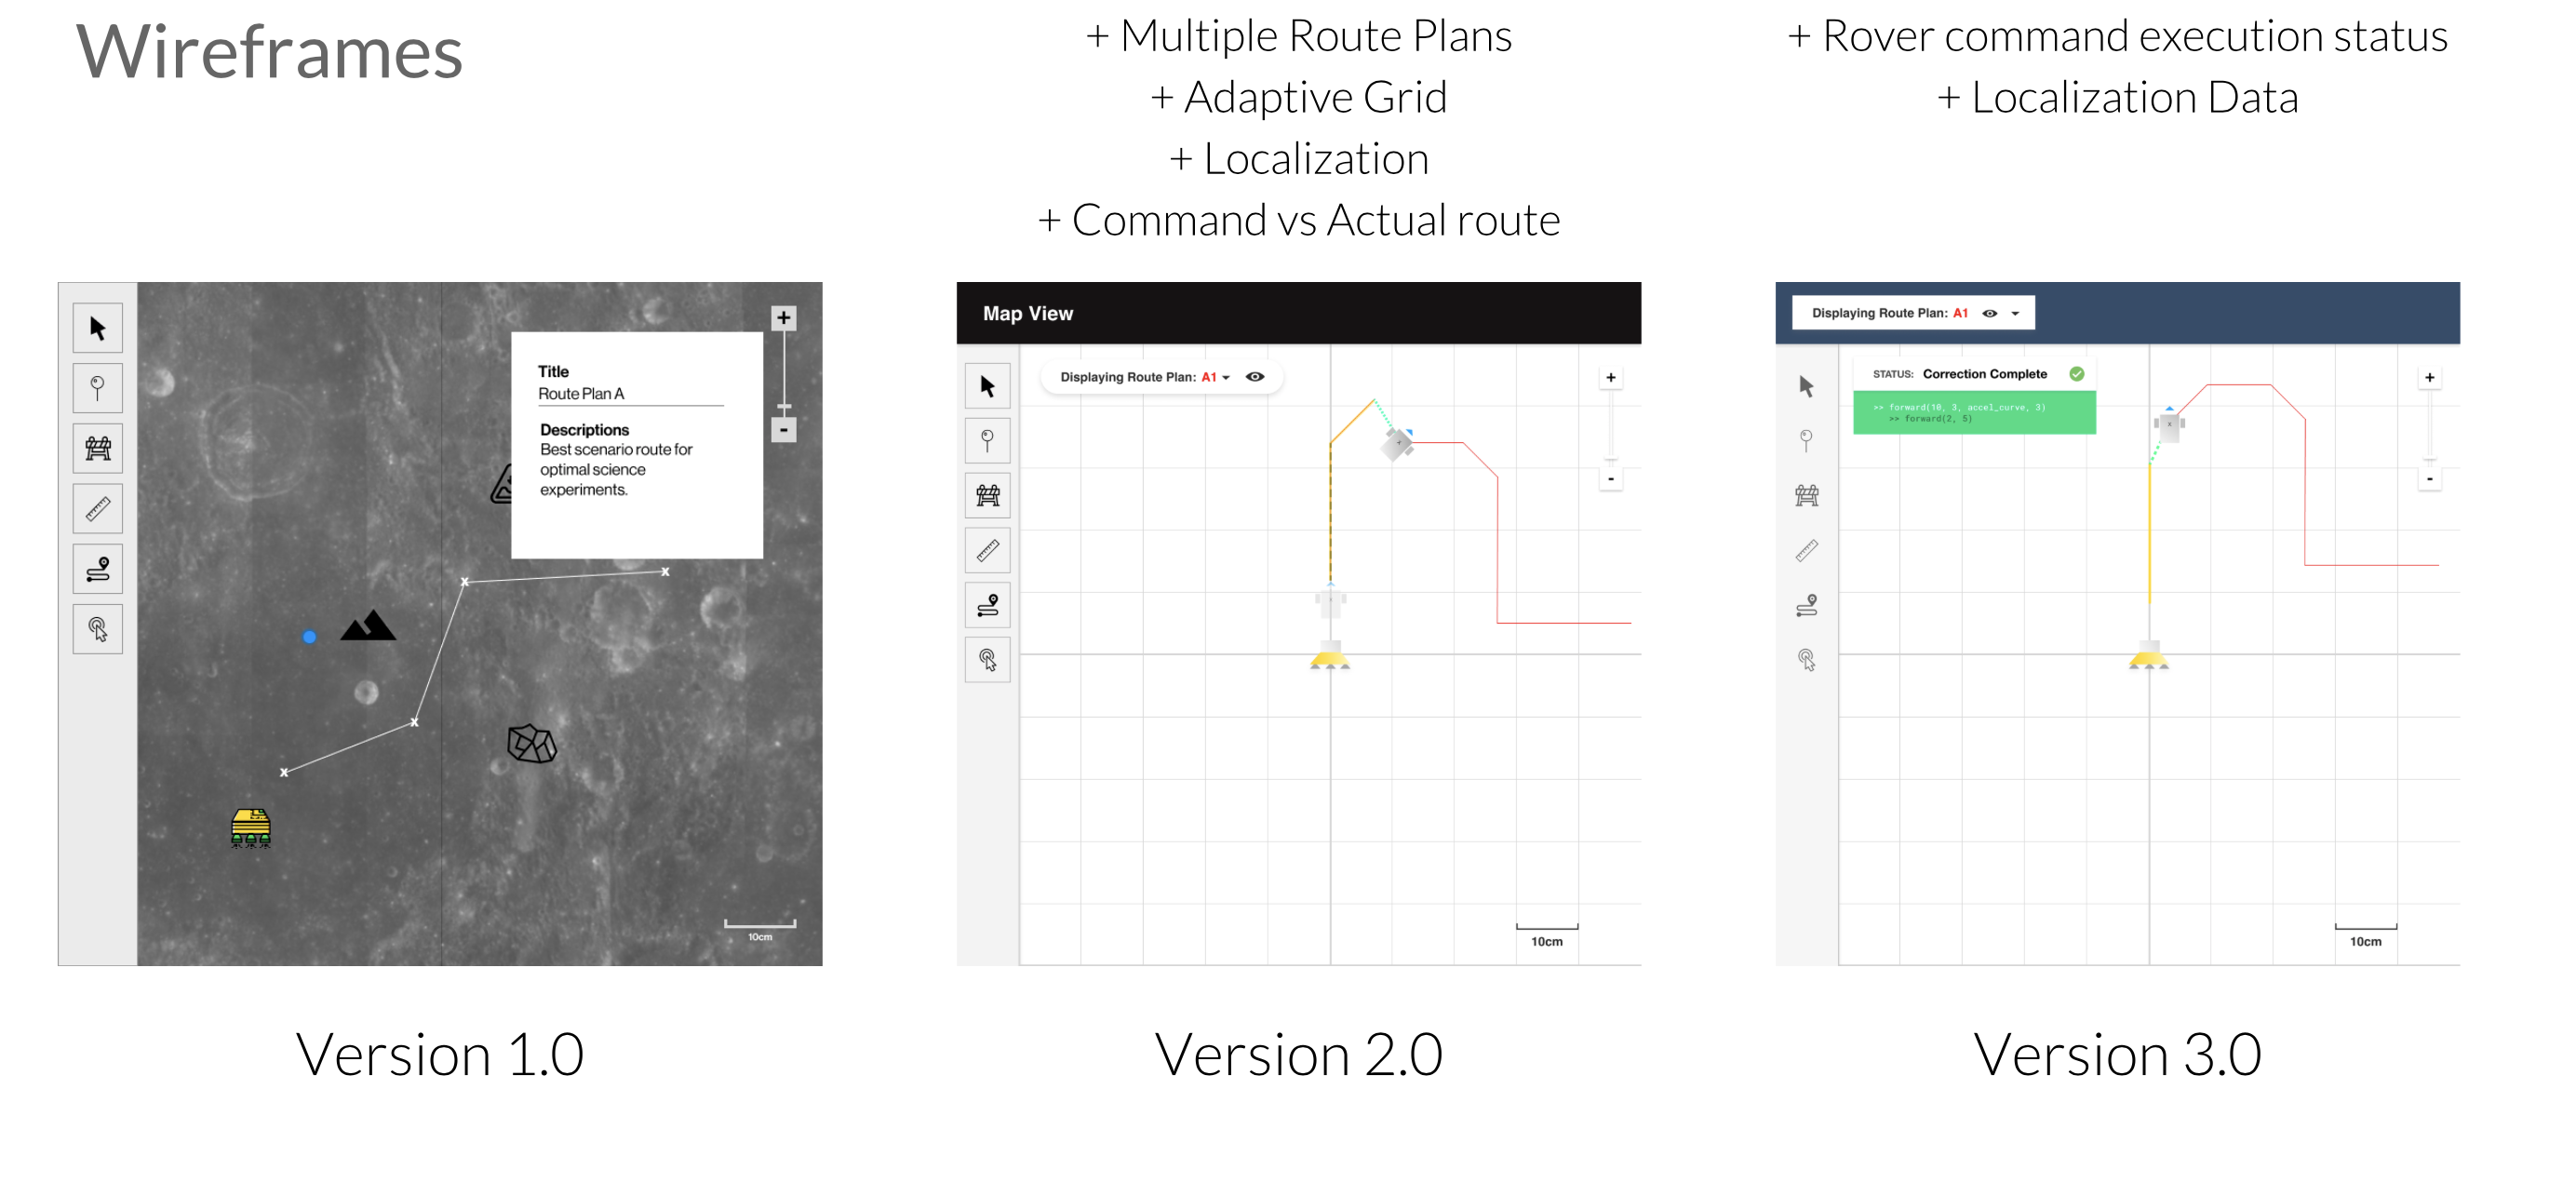 Wireframes
+ Multiple Route Plans
+ Adaptive Grid
+ Localization
+ Command vs Actual route
+ Rover command execution status
+ Localization Data
+
Title
Route Plan A
Descriptions
Best scenario route for
optimal science
experiments.
-
x
x
x
x
10cm
Version 1.0
Map View
Displaying Route Plan: A1
+
-
10cm
Version 2.0
Displaying Route Plan: A1
STATUS: Correction Complete
>> forward(10, 3, accel_curve, 3)
>> forward(2, 5)
+
-
10cm
Version 3.0